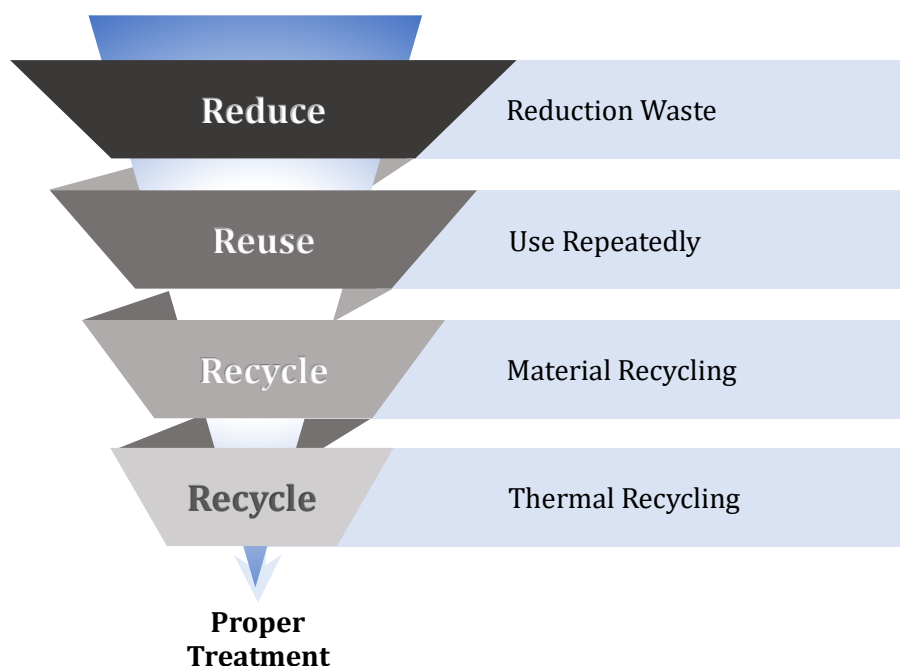 Reduce
Reduction Waste
Reuse
Use Repeatedly
Recycle
Material Recycling
Recycle
Thermal Recycling
Proper
Treatment